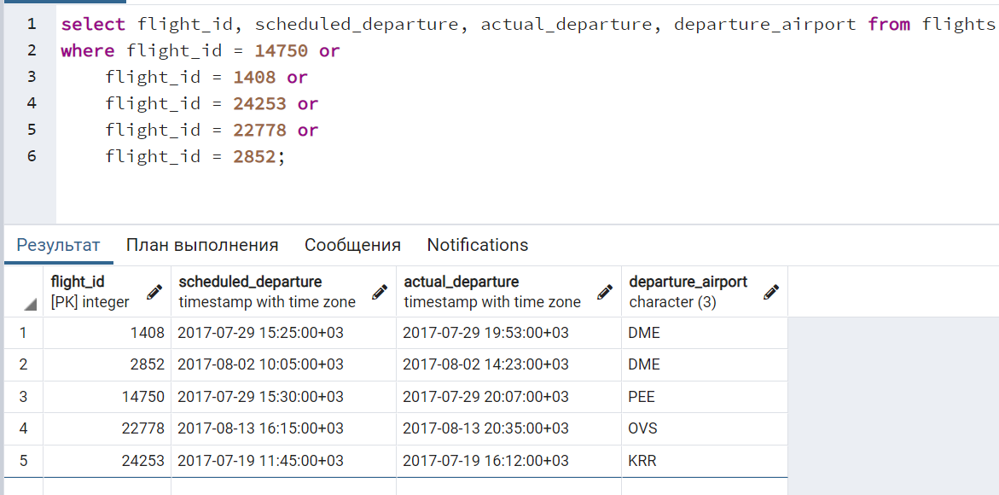 1 select flight_id, scheduled_departure, actual_departure, departure_airport from flights
2 where flight_id = 14750 or
3 flight_id = 1408 or
4 flight_id = 24253 or
5 flight_id = 22778 or
6 flight_id = 2852;
Результат План выполнения Сообщения Notifications
flight_id scheduled_departure actual_departure departure_airport
[PK] integer timestamp with time zone timestamp with time zone character (3)
1 1408 2017-07-29 15:25:00+03 2017-07-29 19:53:00+03 DME
2 2852 2017-08-02 10:05:00+03 2017-08-02 14:23:00+03 DME
3 14750 2017-07-29 15:30:00+03 2017-07-29 20:07:00+03 PEE
4 22778 2017-08-13 16:15:00+03 2017-08-13 20:35:00+03 OVS
5 24253 2017-07-19 11:45:00+03 2017-07-19 16:12:00+03 KRR